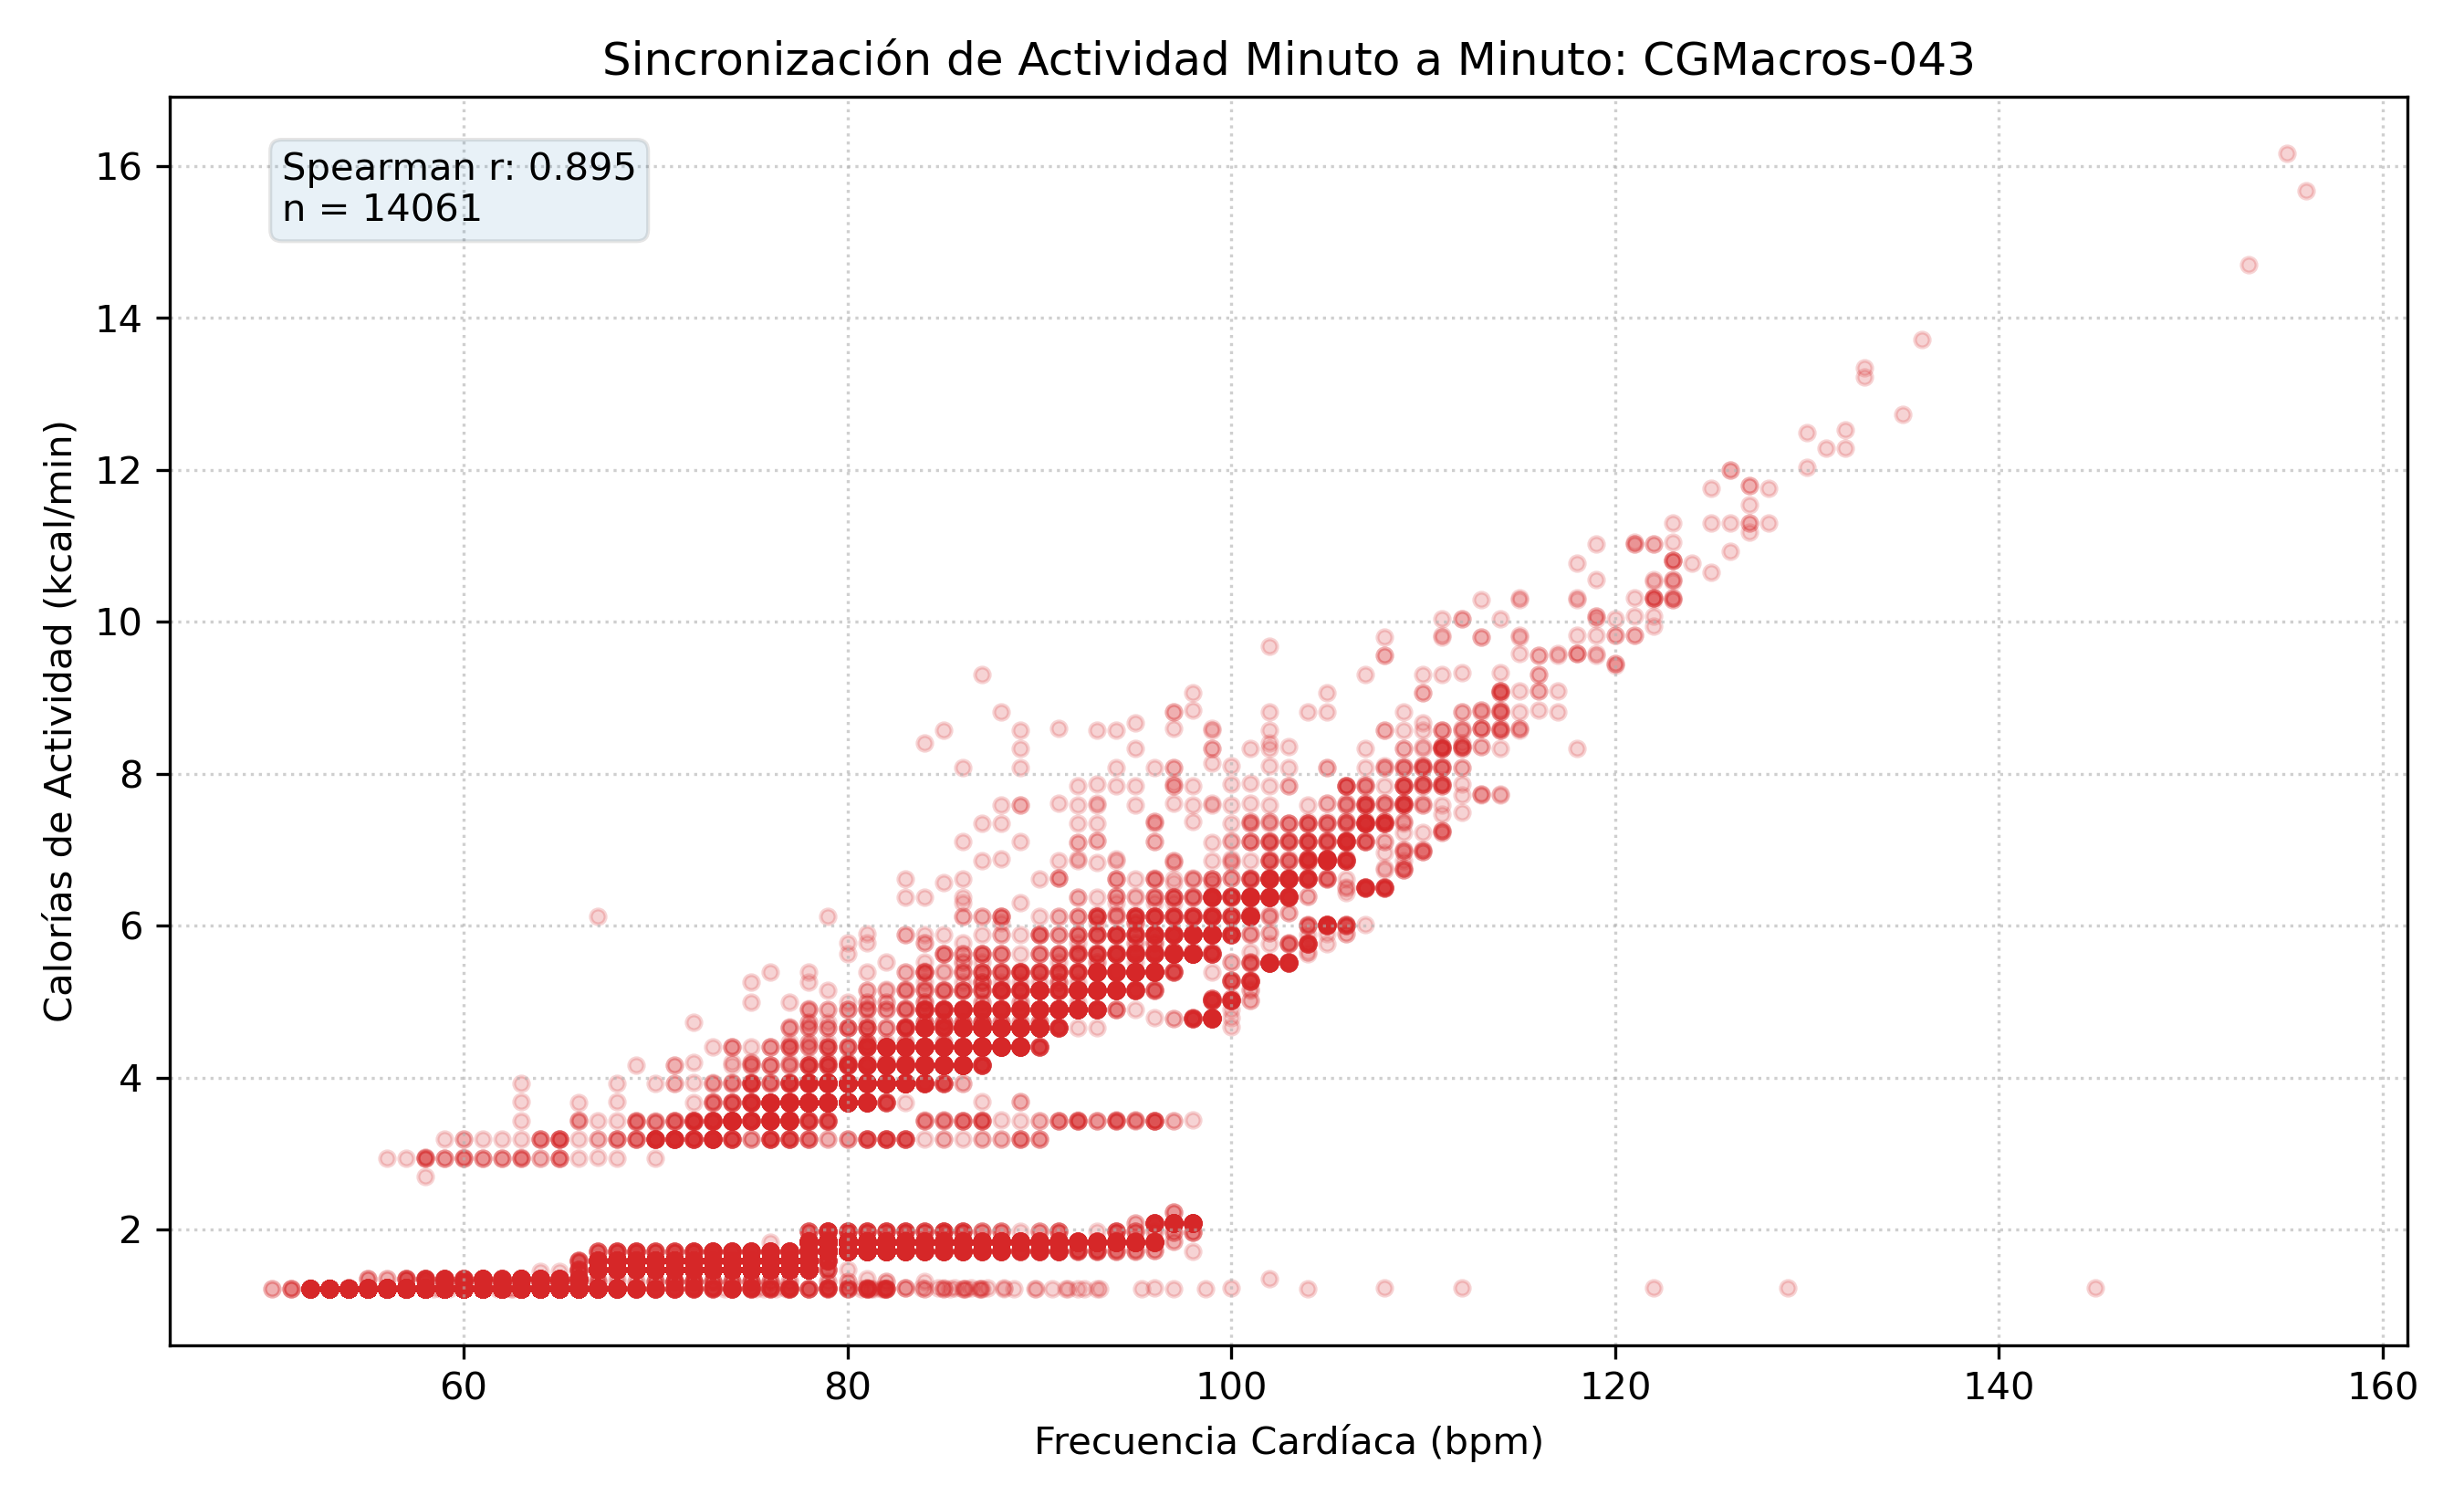 Sincronización de Actividad Minuto a Minuto: CGMacros-043
Spearman r: 0.895
n = 14061
Calorías de Actividad (kcal/min)
16
14
12
10
8
6
4
2
60
80
100
120
140
160
Frecuencia Cardíaca (bpm)